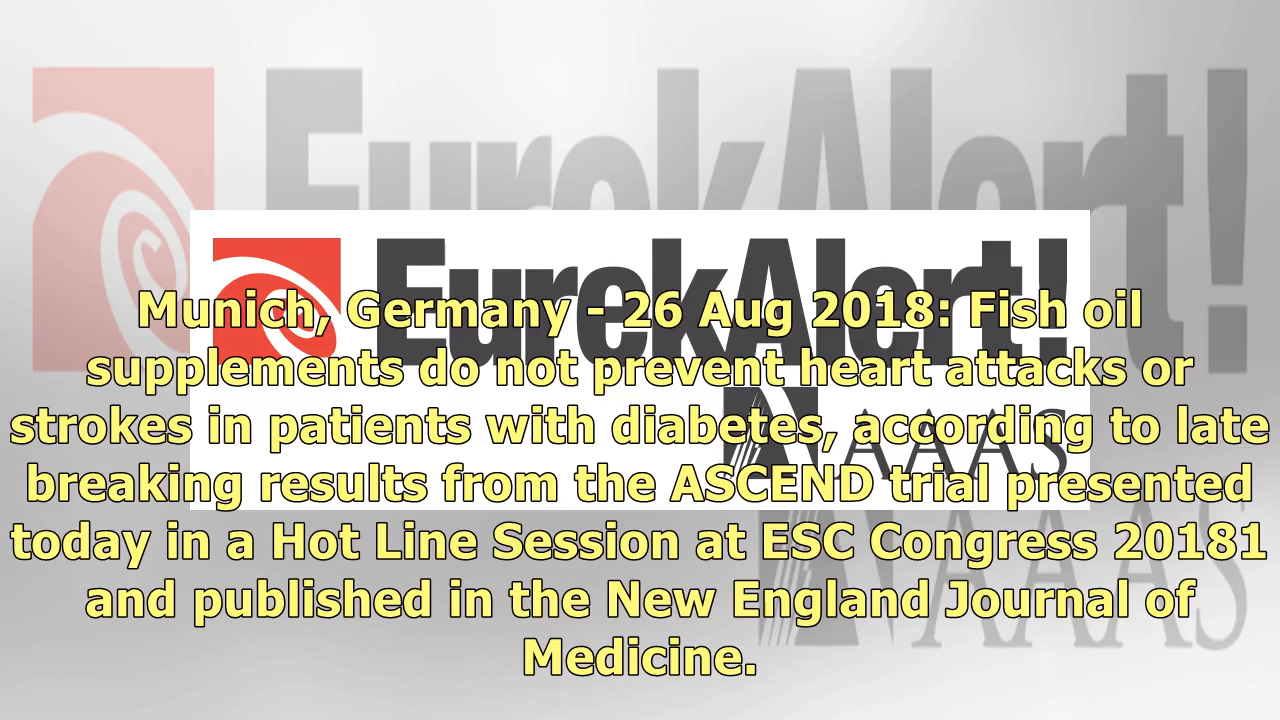 EurekAlert!
AAAS
Munich, Germany - 26 Aug 2018: Fish oil
supplements do not prevent heart attacks or
strokes in patients with diabetes, according to late
breaking results from the ASCEND trial presented
today in a Hot Line Session at ESC Congress 20181
and published in the New England Journal of
Medicine.
EurekAlert!
AAAS